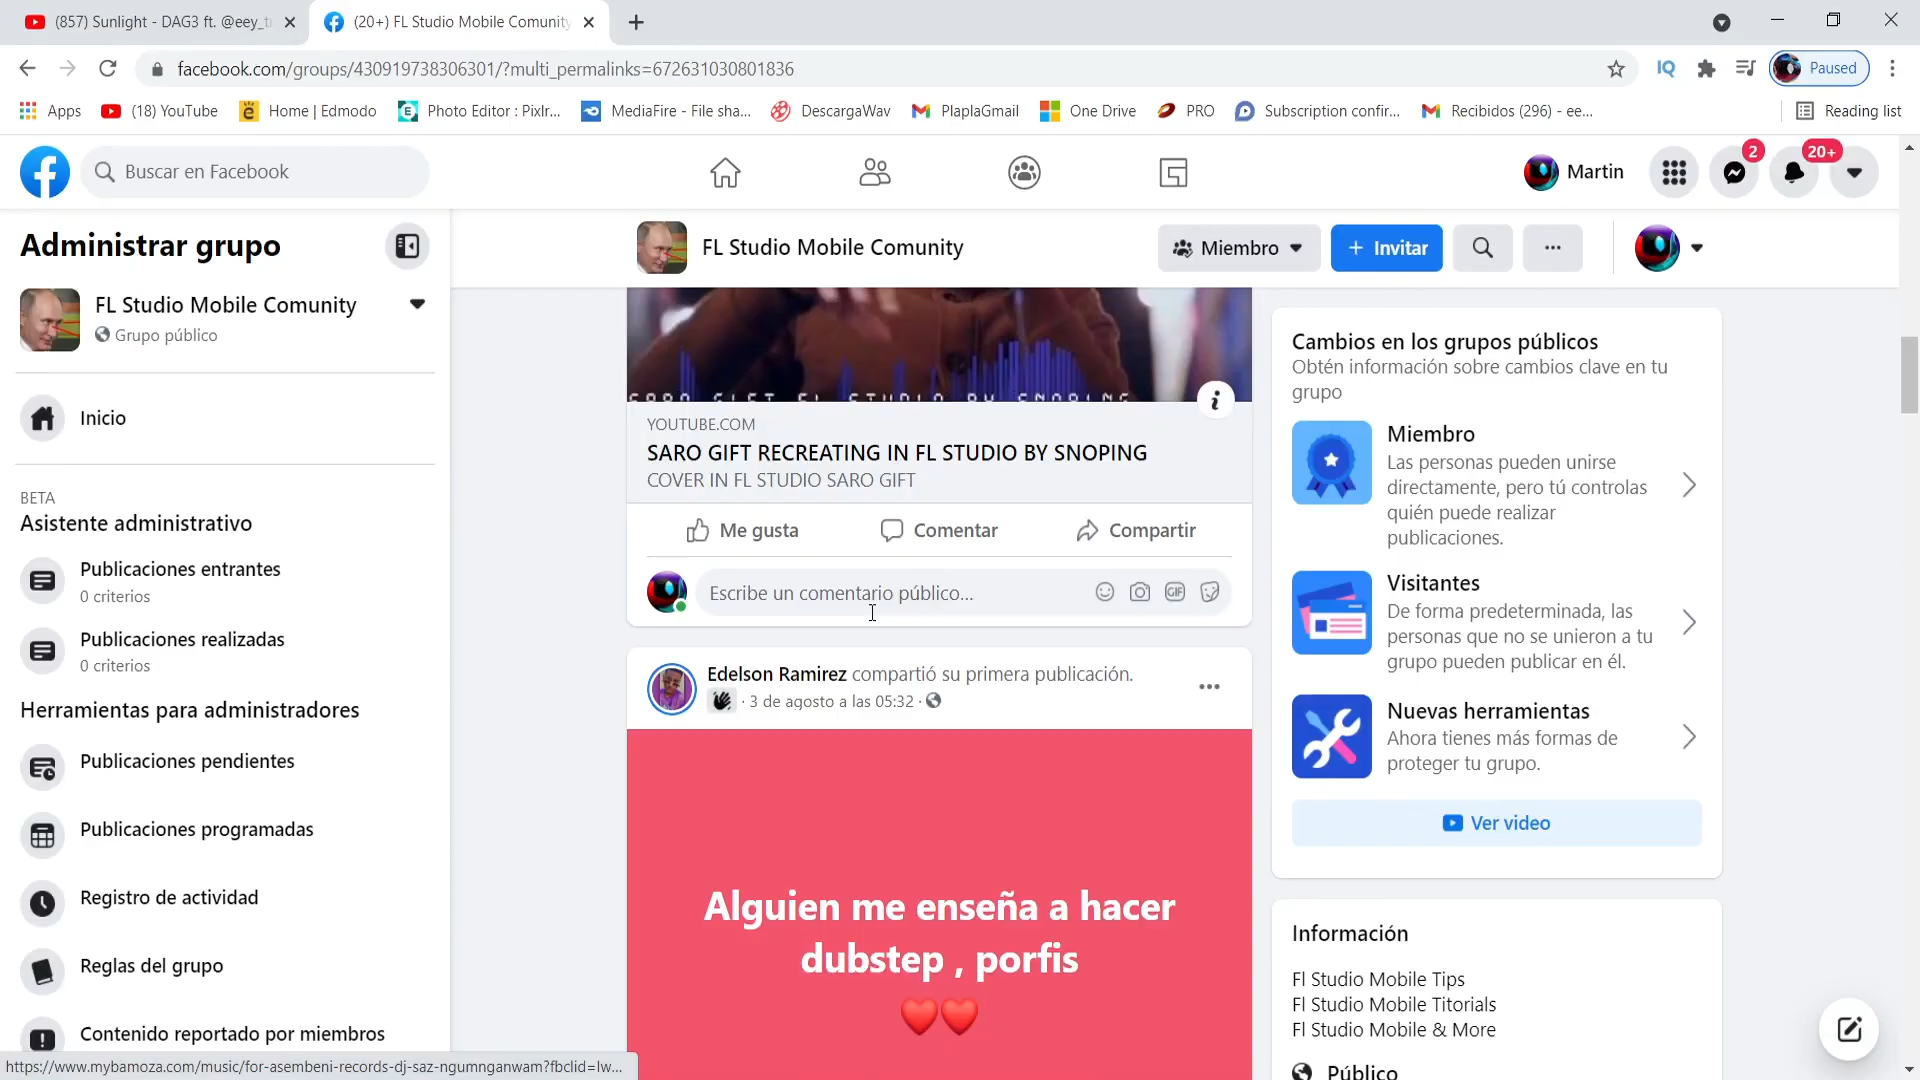 (857) Sunlight - DAG3 ft. @eey_t
(20+) FL Studio Mobile Comunity
facebook.com/groups/430919738306301/?multi_permalinks=672631030801836
IQ
Paused
Apps
(18) YouTube
Home | Edmodo
Photo Editor : Pixlr...
MediaFire - File sha...
DescargaWav
PlaplaGmail
One Drive
PRO
Subscription confir...
Recibidos (296) - ee...
Reading list
Buscar en Facebook
Martin
2
20+
Administrar grupo
FL Studio Mobile Comunity
Grupo público
Inicio
BETA
Asistente administrativo
Publicaciones entrantes
0 criterios
Publicaciones realizadas
0 criterios
Herramientas para administradores
Publicaciones pendientes
Publicaciones programadas
Registro de actividad
Reglas del grupo
Contenido reportado por miembros
https://www.mybamoza.com/music/for-asembeni-records-dj-saz-ngumnganwam?fbclid=Iw...
FL Studio Mobile Comunity
Miembro
+ Invitar
SARO GIFT FL STUDIO BY SNOPING
YOUTUBE.COM
SARO GIFT RECREATING IN FL STUDIO BY SNOPING
COVER IN FL STUDIO SARO GIFT
Me gusta
Comentar
Compartir
Escribe un comentario público...
GIF
Edelson Ramirez compartió su primera publicación.
· 3 de agosto a las 05:32 ·
Alguien me enseña a hacer
dubstep , porfis
❤️❤️
Cambios en los grupos públicos
Obtén información sobre cambios clave en tu
grupo
Miembro
Las personas pueden unirse
directamente, pero tú controlas
quién puede realizar
publicaciones.
Visitantes
De forma predeterminada, las
personas que no se unieron a tu
grupo pueden publicar en él.
Nuevas herramientas
Ahora tienes más formas de
proteger tu grupo.
Ver video
Información
Fl Studio Mobile Tips
Fl Studio Mobile Titorials
Fl Studio Mobile & More
Público